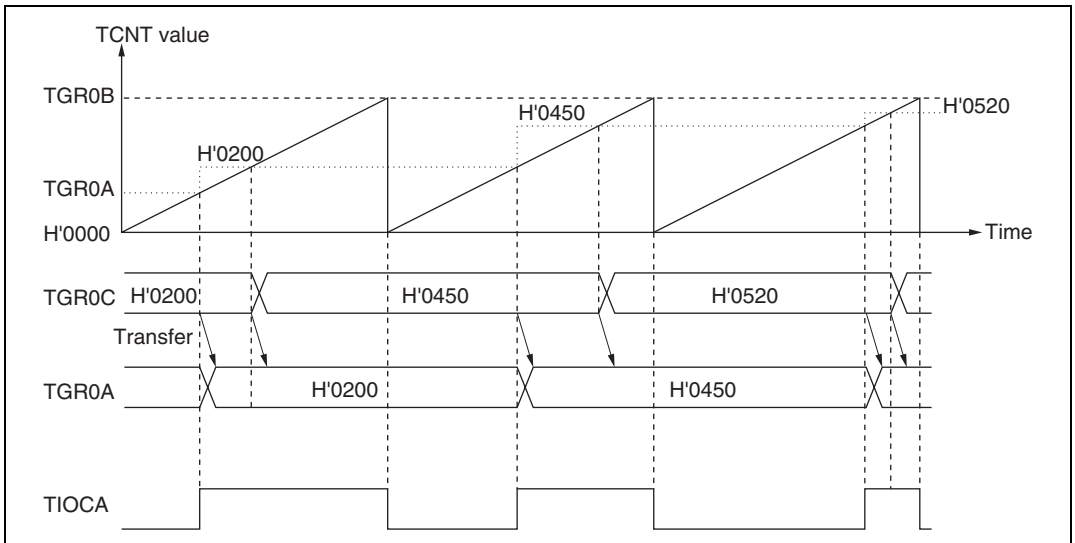 TCNT value
TGR0B
H'0520
H'0450
H'0200
TGR0A
H'0000
Time
TGR0C H'0200 H'0450 H'0520
Transfer
TGR0A H'0200 H'0450
TIOCA